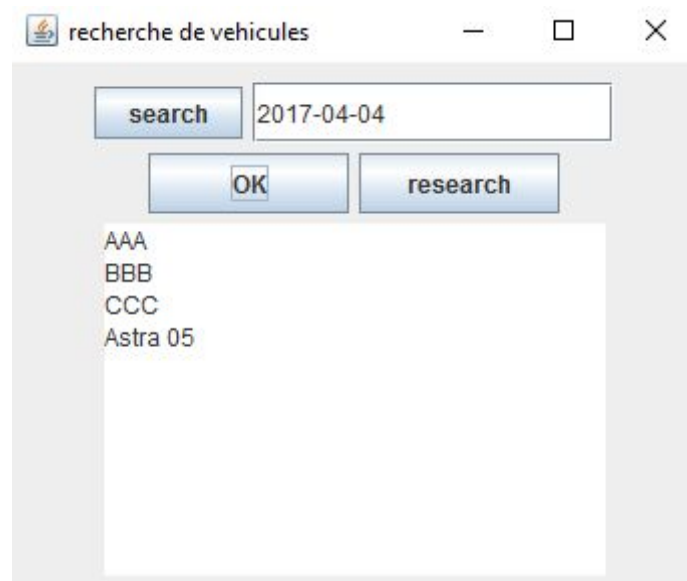 recherche de vehicules
search 2017-04-04
OK research
AAA
BBB
CCC
Astra 05